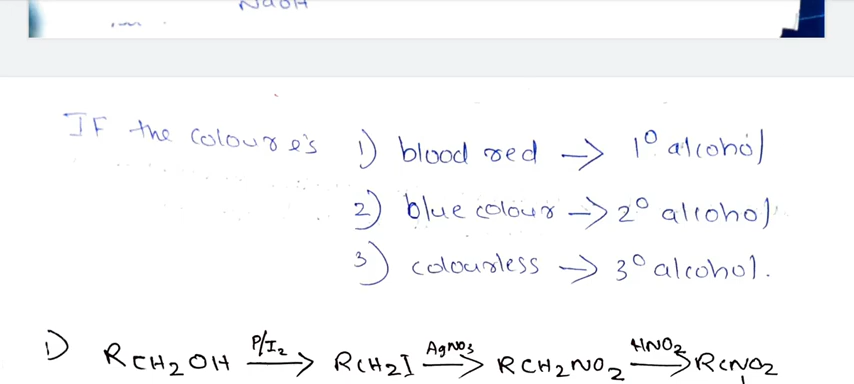 NaOH
IF the colour e's 1) blood red → 1° alcohol
2) blue colour → 2° alcohol
3) colourless → 3° alcohol.
1) RCH2OH P/I2 → RCH2I AgNO3 → RCH2NO2 HNO2 → RCNO2